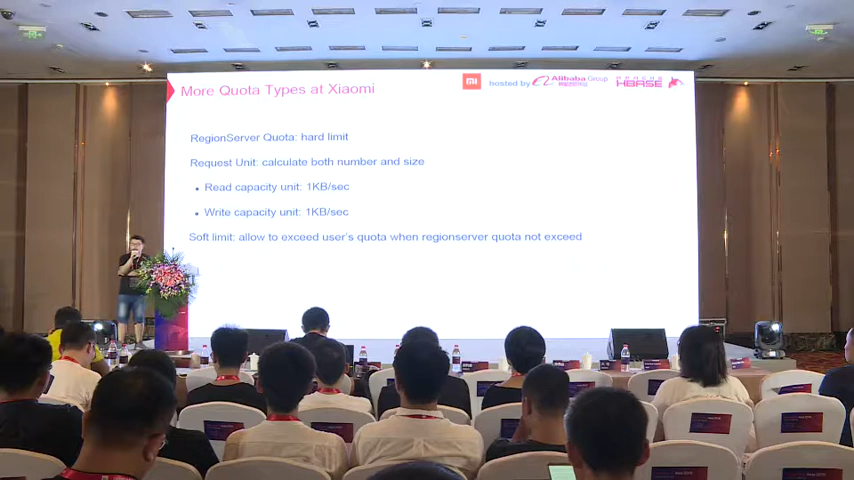 More Quota Types at Xiaomi
hosted by Alibaba Group
HBASE
RegionServer Quota: hard limit
Request Unit: calculate both number and size
• Read capacity unit: 1KB/sec
• Write capacity unit: 1KB/sec
Soft limit: allow to exceed user's quota when regionserver quota not exceed